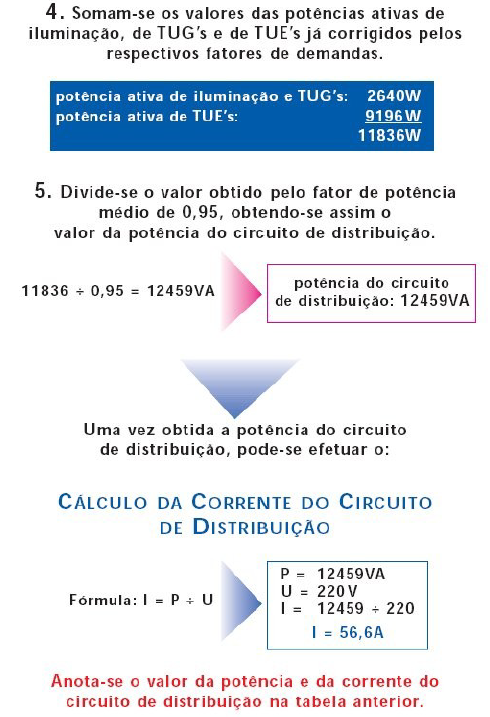 4. Somam-se os valores das potências ativas de
iluminação, de TUG's e de TUE's já corrigidos pelos
respectivos fatores de demandas.
potência ativa de iluminação e TUG's: 2640W
potência ativa de TUE's: 9196W
11836W
5. Divide-se o valor obtido pelo fator de potência
médio de 0,95, obtendo-se assim o
valor da potência do circuito de distribuição.
11836 ÷ 0,95 = 12459VA
potência do circuito
de distribuição: 12459VA
Uma vez obtida a potência do circuito
de distribuição, pode-se efetuar o:
CÁLCULO DA CORRENTE DO CIRCUITO
DE DISTRIBUIÇÃO
Fórmula: I = P ÷ U
P = 12459VA
U = 220V
I = 12459 ÷ 220
I = 56,6A
Anota-se o valor da potência e da corrente do
circuito de distribuição na tabela anterior.